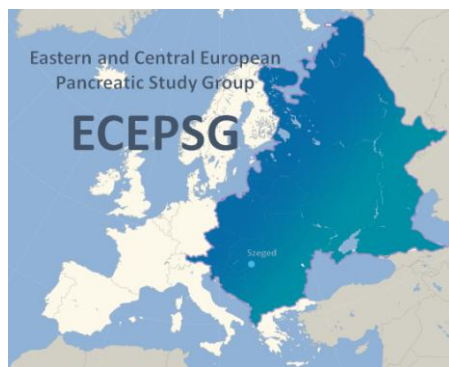 Eastern and Central European
Pancreatic Study Group
ECEPSG
Szeged